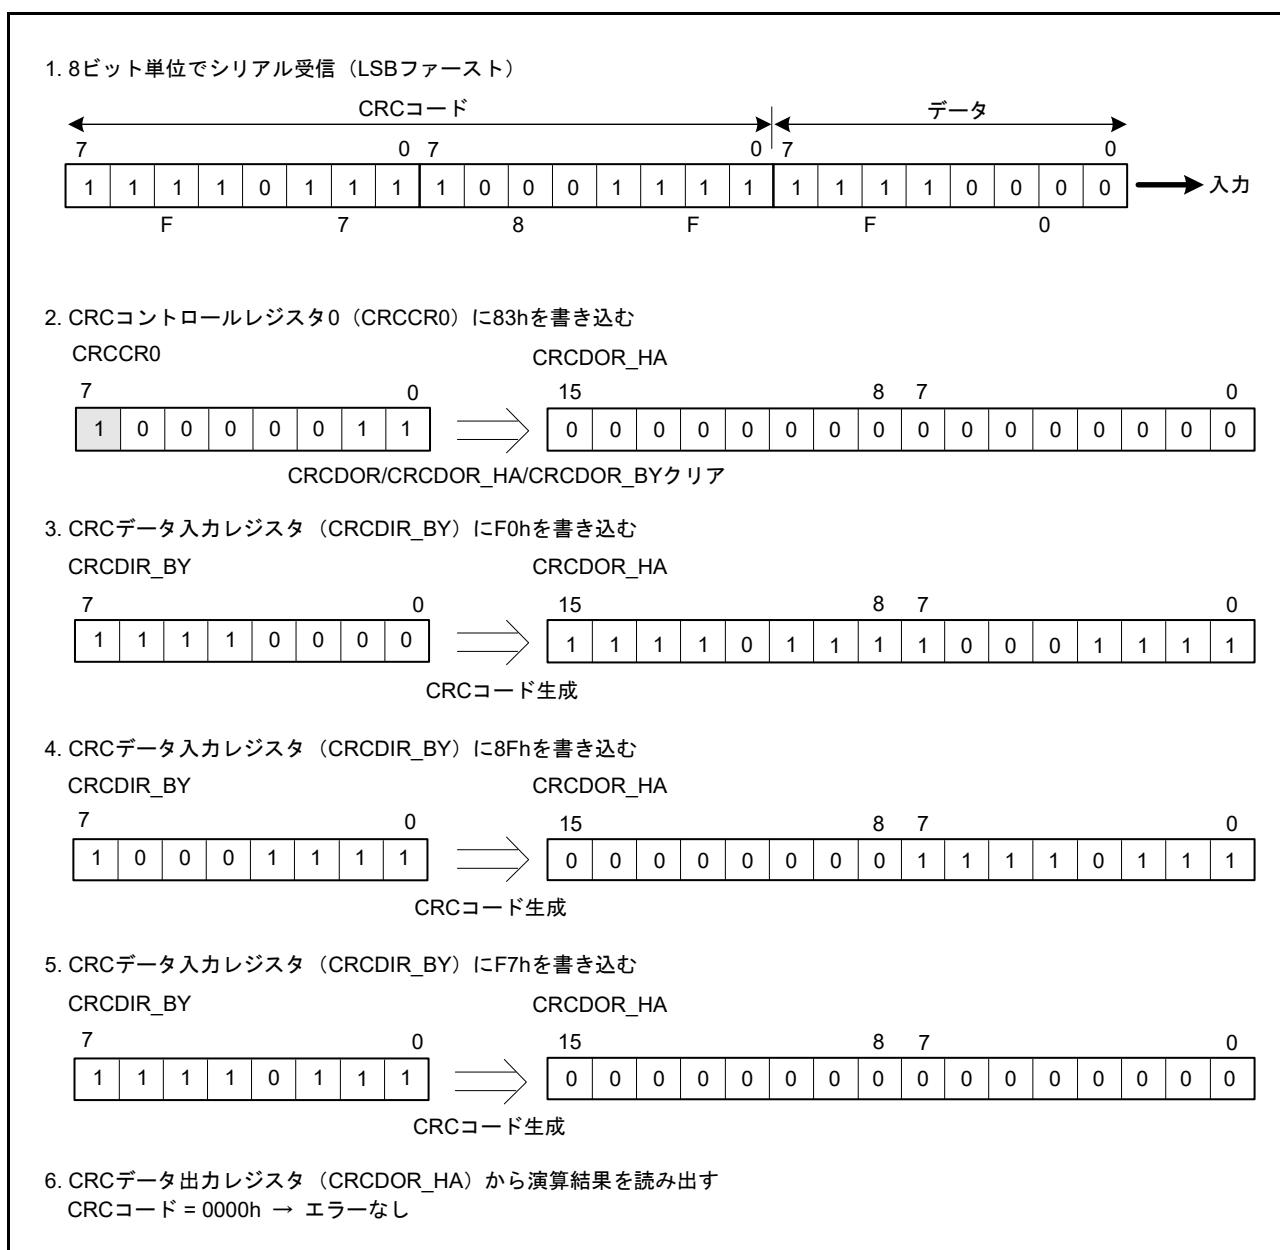 1. 8ビット単位でシリアル受信（LSBファースト）
CRCコード データ
7 0 7 0 7 0
1 1 1 1 0 1 1 1 1 0 0 0 1 1 1 1 1 1 1 1 0 0 0 0 入力
F 7 8 F F 0
2. CRCコントロールレジスタ0（CRCCR0）に83hを書き込む
CRCCR0 CRCDOR_HA
7 0 15 8 7 0
1 0 0 0 0 0 1 1 0 0 0 0 0 0 0 0 0 0 0 0 0 0 0 0
CRCDOR/CRCDOR_HA/CRCDOR_BYクリア
3. CRCデータ入力レジスタ（CRCDIR_BY）にF0hを書き込む
CRCDIR_BY CRCDOR_HA
7 0 15 8 7 0
1 1 1 1 0 0 0 0 1 1 1 1 0 1 1 1 1 0 0 0 1 1 1 1
CRCコード生成
4. CRCデータ入力レジスタ（CRCDIR_BY）に8Fhを書き込む
CRCDIR_BY CRCDOR_HA
7 0 15 8 7 0
1 0 0 0 1 1 1 1 0 0 0 0 0 0 0 0 1 1 1 1 0 1 1 1
CRCコード生成
5. CRCデータ入力レジスタ（CRCDIR_BY）にF7hを書き込む
CRCDIR_BY CRCDOR_HA
7 0 15 8 7 0
1 1 1 1 0 1 1 1 0 0 0 0 0 0 0 0 0 0 0 0 0 0 0 0
CRCコード生成
6. CRCデータ出力レジスタ（CRCDOR_HA）から演算結果を読み出す
CRCコード = 0000h → エラーなし